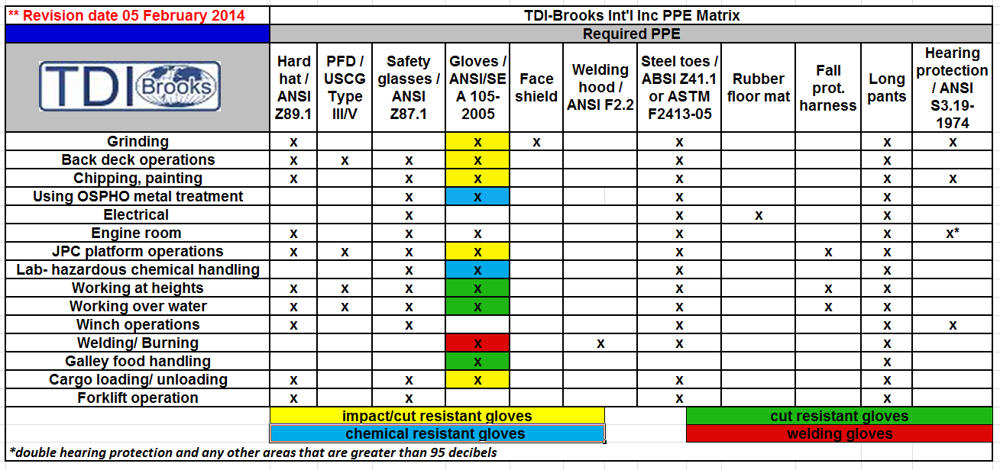 ** Revision date 05 February 2014 TDI-Brooks Int'l Inc PPE Matrix
Required PPE
TDI Brooks
Hard hat / ANSI Z89.1
PFD / USCG Type III/V
Safety glasses / ANSI Z87.1
Gloves / ANSI/SEA 105-2005
Face shield
Welding hood / ANSI F2.2
Steel toes / ABSI Z41.1 or ASTM F2413-05
Rubber floor mat
Fall prot. harness
Long pants
Hearing protection / ANSI S3.19-1974
Grinding x x x x x x
Back deck operations x x x x x x
Chipping, painting x x x x x x
Using OSPHO metal treatment x x x x
Electrical x x x x
Engine room x x x x x x*
JPC platform operations x x x x x x x
Lab- hazardous chemical handling x x x x
Working at heights x x x x x x x
Working over water x x x x x x x
Winch operations x x x x x
Welding/ Burning x x x x
Galley food handling x x
Cargo loading/ unloading x x x x x
Forklift operation x x x x
impact/cut resistant gloves cut resistant gloves
chemical resistant gloves welding gloves
*double hearing protection and any other areas that are greater than 95 decibels